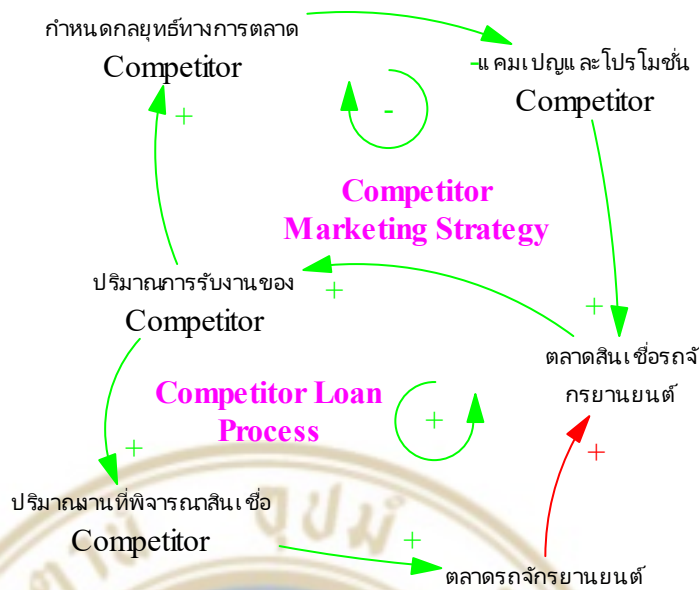 กำหนดกลยุทธ์ทางการตลาด
Competitor
-
แคมเปญและโปรโมชั่น
Competitor
+
-
Competitor
Marketing Strategy
ปริมาณการรับงานของ
Competitor
+
+
ตลาดสินเชื่อรถจั
กรยานยนต์
Competitor Loan
Process
+
+
+
ปริมาณงานที่พิจารณาสินเชื่อ
Competitor
+
ตลาดรถจักรยานยนต์